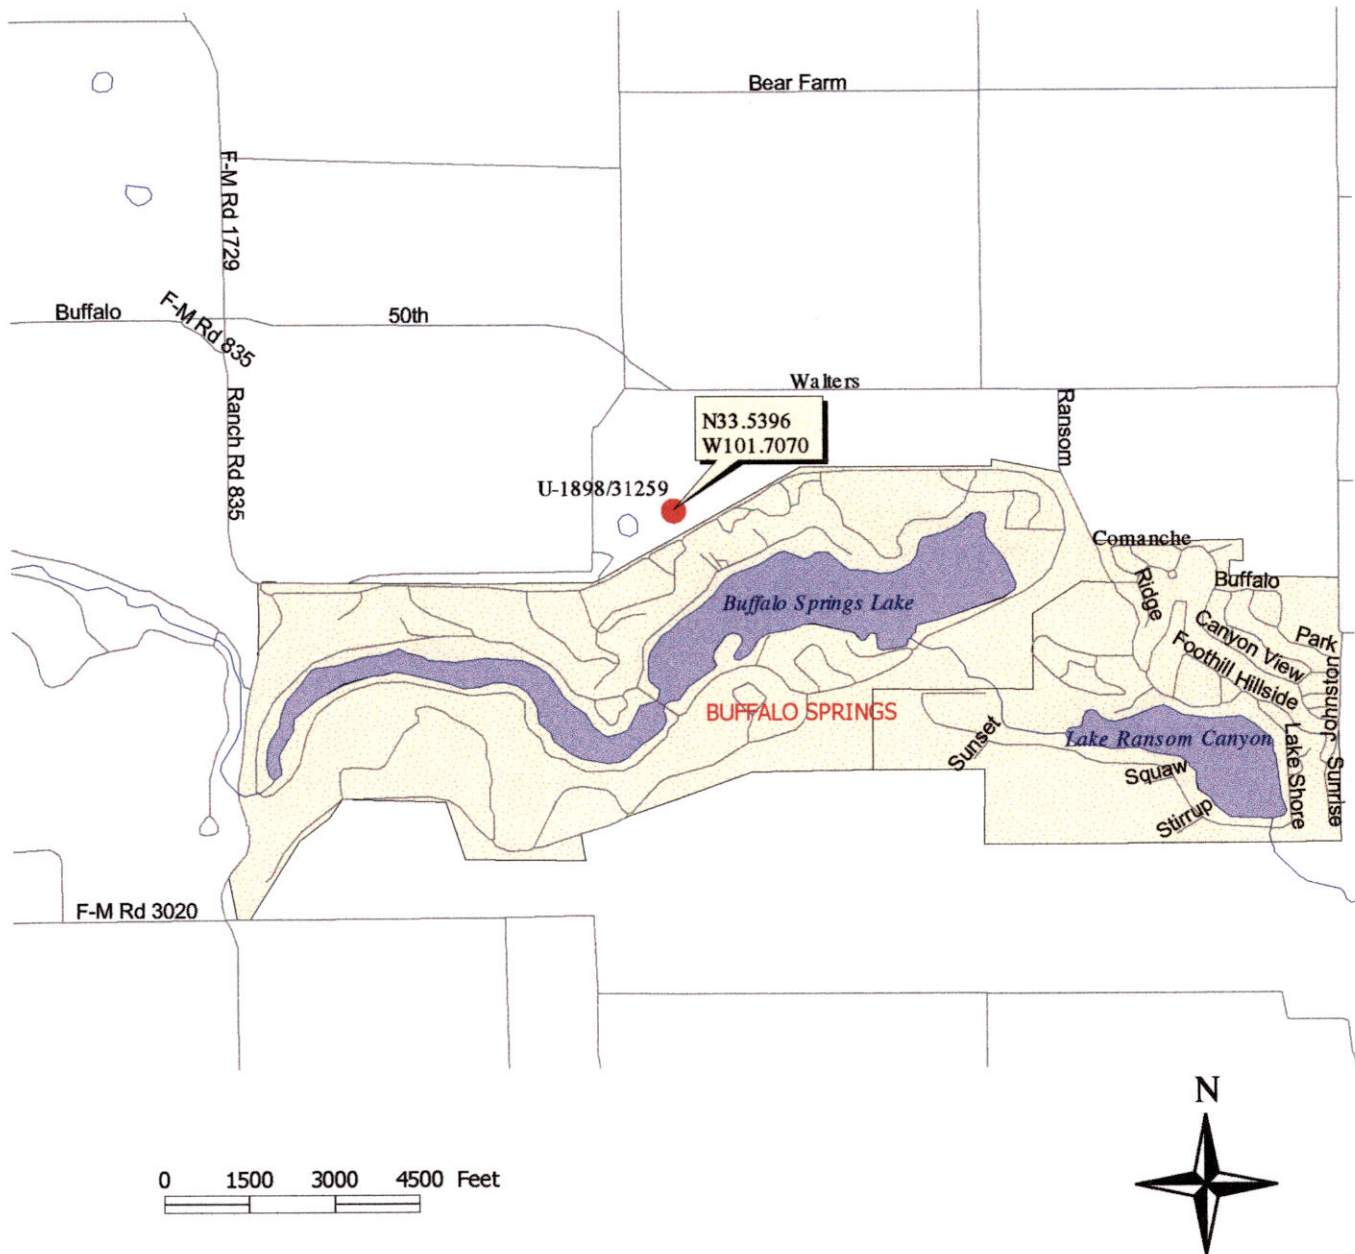 Bear Farm
F-M Rd 1729
Buffalo
F-M Rd 835
50th
Walters
Ranch Rd 835
Ransom
N33.5396
W101.7070
U-1898/31259
Comanche
Ridge
Buffalo
Buffalo Springs Lake
Park
Canyon View
Foothill Hillside
Johnston
BUFFALO SPRINGS
Sunset
Lake Ransom Canyon
Lake Shore
Sunrise
Squaw
Stirrup
F-M Rd 3020
N
0 1500 3000 4500 Feet